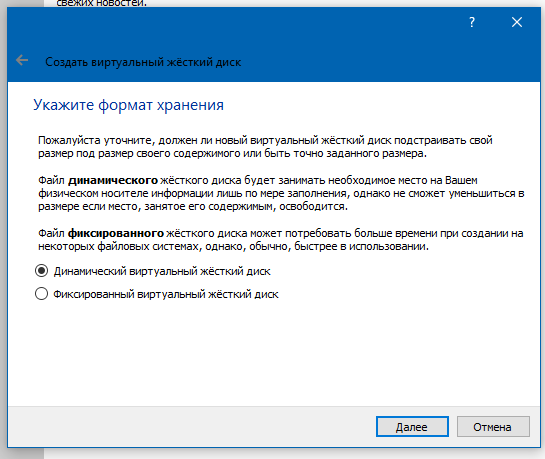 свежих новостей.
?
Создать виртуальный жёсткий диск
Укажите формат хранения
Пожалуйста уточните, должен ли новый виртуальный жёсткий диск подстраивать свой
размер под размер своего содержимого или быть точно заданного размера.
Файл динамического жёсткого диска будет занимать необходимое место на Вашем
физическом носителе информации лишь по мере заполнения, однако не сможет уменьшиться в
размере если место, занятое его содержимым, освободится.
Файл фиксированного жёсткого диска может потребовать больше времени при создании на
некоторых файловых системах, однако, обычно, быстрее в использовании.
Динамический виртуальный жёсткий диск
Фиксированный виртуальный жёсткий диск
Далее
Отмена